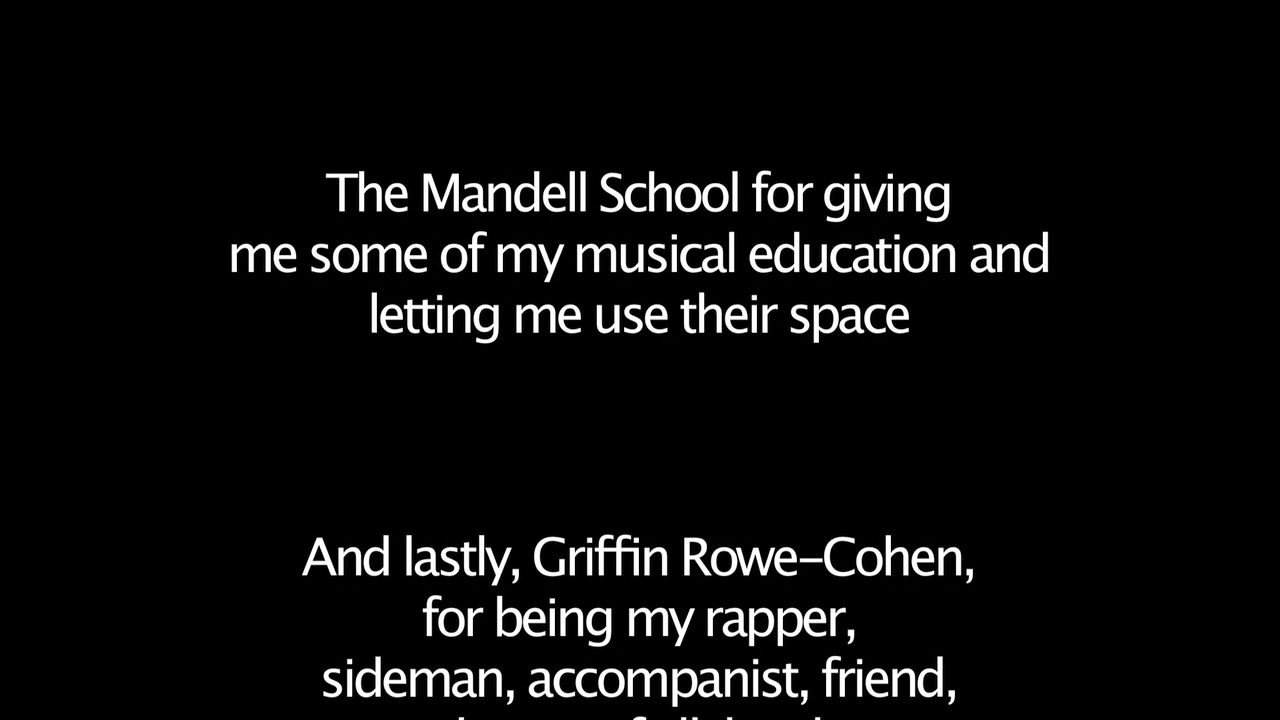 The Mandell School for giving
me some of my musical education and
letting me use their space
And lastly, Griffin Rowe–Cohen,
for being my rapper,
sideman, accompanist, friend,